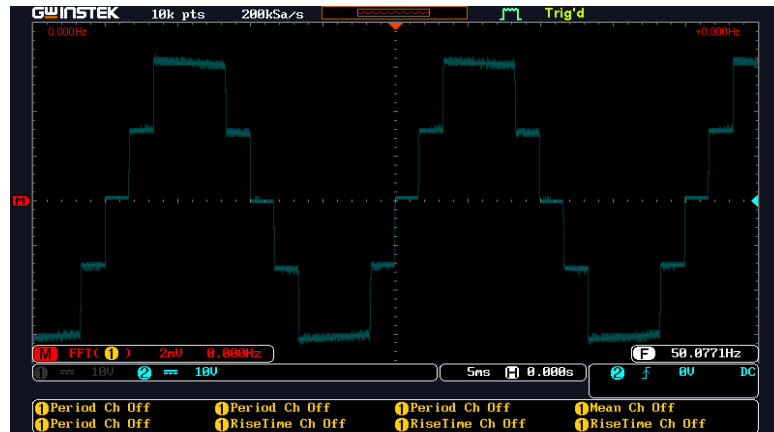 GWINSTEK 10k pts 200kSa/s Trig'd
0.000Hz +0.000Hz
M
M FFT( 1 ) 2mV 0.000Hz F 50.0771Hz
1 10V 2 10V 5ms H 0.000s 2 0V DC
1 Period Ch Off 1 Period Ch Off 1 Period Ch Off 1 Mean Ch Off
1 Period Ch Off 1 RiseTime Ch Off 1 RiseTime Ch Off 1 RiseTime Ch Off